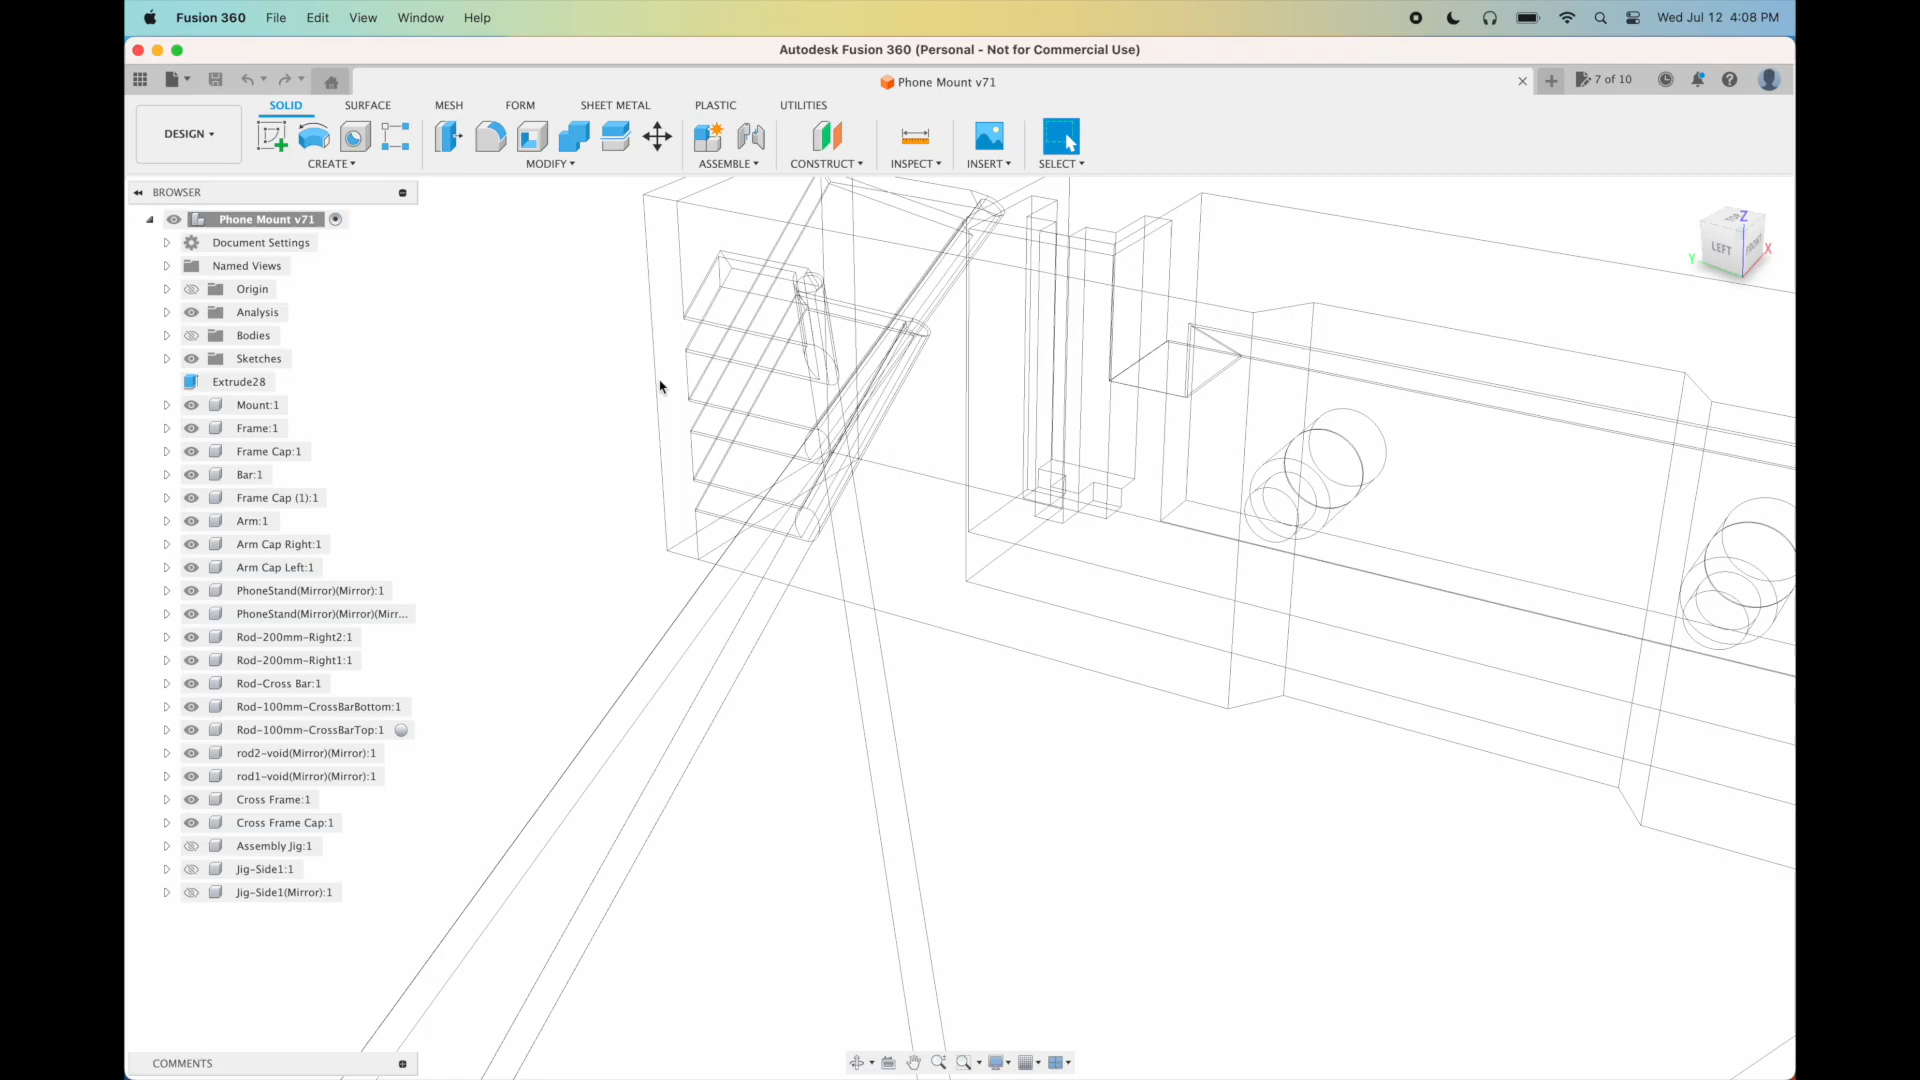 Fusion 360 File Edit View Window Help Wed Jul 12 4:08 PM
Autodesk Fusion 360 (Personal - Not for Commercial Use)
Phone Mount v71 7 of 10
SOLID SURFACE MESH FORM SHEET METAL PLASTIC UTILITIES
DESIGN
CREATE MODIFY ASSEMBLE CONSTRUCT INSPECT INSERT SELECT
BROWSER
Phone Mount v71
Document Settings
Named Views
Origin
Analysis
Bodies
Sketches
Extrude28
Mount:1
Frame:1
Frame Cap:1
Bar:1
Frame Cap (1):1
Arm:1
Arm Cap Right:1
Arm Cap Left:1
PhoneStand(Mirror)(Mirror):1
PhoneStand(Mirror)(Mirror)(Mirr...
Rod-200mm-Right2:1
Rod-200mm-Right1:1
Rod-Cross Bar:1
Rod-100mm-CrossBarBottom:1
Rod-100mm-CrossBarTop:1
rod2-void(Mirror)(Mirror):1
rod1-void(Mirror)(Mirror):1
Cross Frame:1
Cross Frame Cap:1
Assembly Jig:1
Jig-Side1:1
Jig-Side1(Mirror):1
COMMENTS
TOP
Z
LEFT FRONT
X
Y